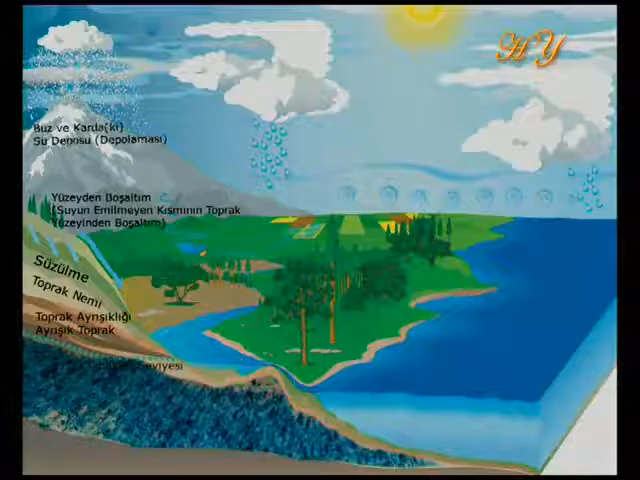 HY
Buz ve Karda(ki)
Su Deposu (Depolaması)
Yüzeyden Boşaltım
(Suyun Emilmeyen Kısmının Toprak
Yüzeyinden Boşaltım)
Süzülme
Toprak Nemi
Toprak Ayrışıklığı
Ayrışık Toprak